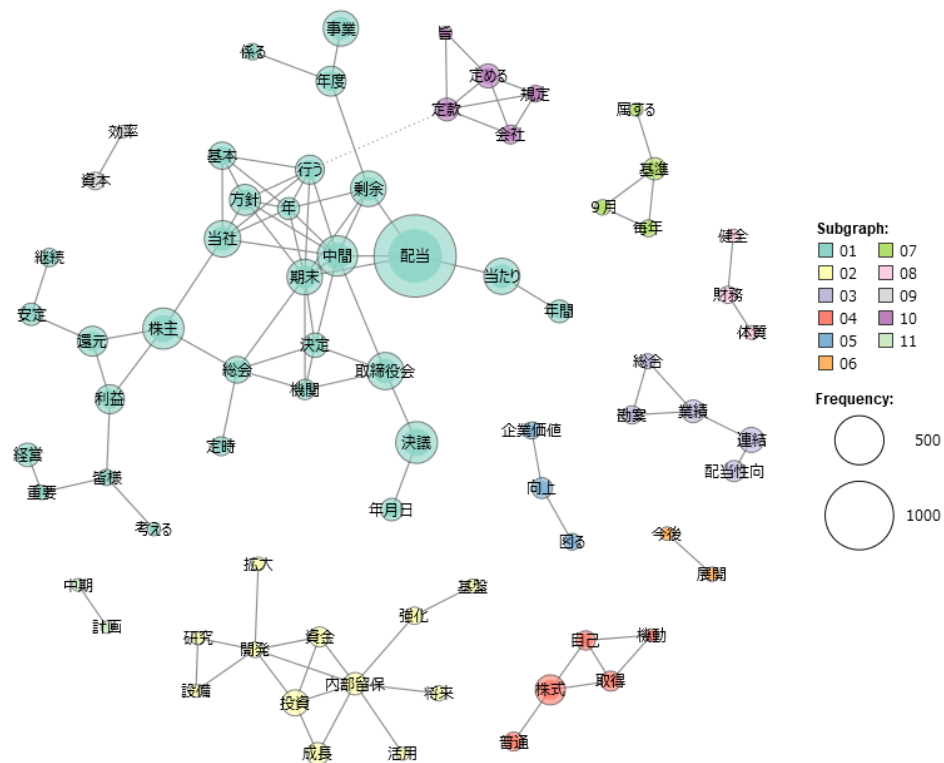 事業
旨
係る
年度
定める
規定
定款
会社
属する
効率
資本
基本
行う
基準
剰余
方針
年
9月
毎年
当社
中間
配当
健全
継続
期末
当たり
財務
安定
年間
体質
株主
還元
決定
総会
取締役会
総合
機関
利益
勘案
業績
連結
配当性向
定時
決議
企業価値
経営
皆様
重要
向上
年月日
考える
図る
今後
展開
拡大
中期
基盤
計画
強化
研究
開発
資金
自己
機動
設備
内部留保
将来
株式
取得
投資
成長
活用
普通
Subgraph:
01 07
02 08
03 09
04 10
05 11
06
Frequency:
500
1000